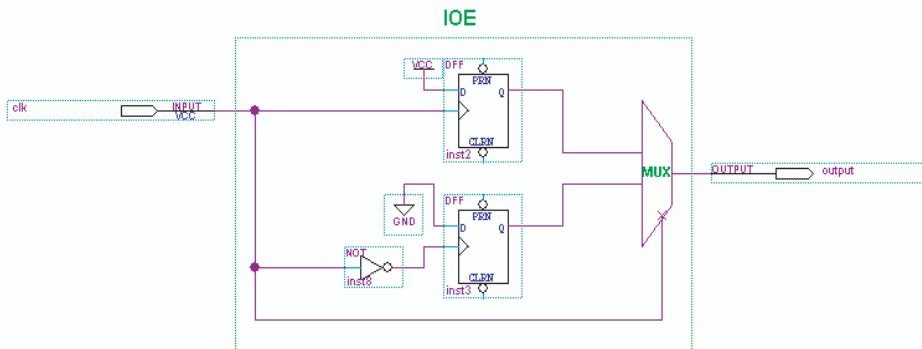 IOE
VCC
DFF
PRN
D
Q
CLRN
inst2
clk
INPUT
VCC
MUX
OUTPUT
output
DFF
PRN
D
Q
CLRN
inst3
GND
NOT
inst8